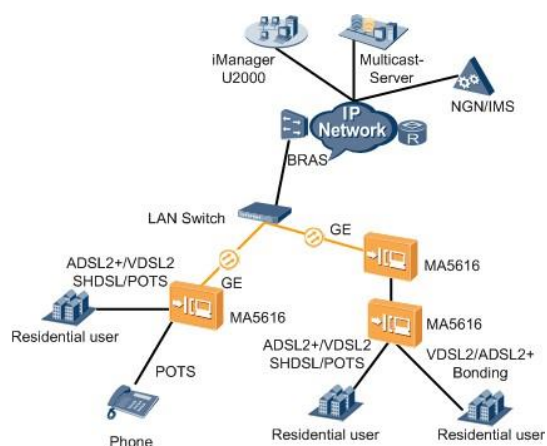 iManager
U2000
Multicast-
Server
NGN/IMS
IP
Network
R
BRAS
LAN Switch
GE
ADSL2+/VDSL2
SHDSL/POTS
GE
MA5616
MA5616
Residential user
MA5616
ADSL2+/VDSL2
SHDSL/POTS
VDSL2/ADSL2+
Bonding
POTS
Phone
Residential user
Residential user